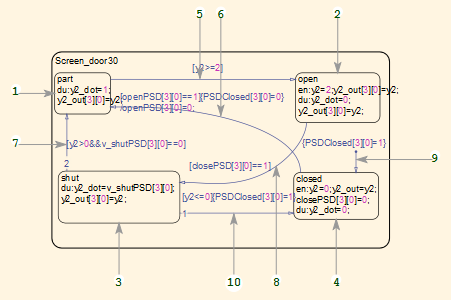 5 6 2
[y2>=2]
Screen_door30
part
du:y2_dot=1;
y2_out[3][0]=y2;
1
[openPSD[3][0]==1]{PSDClosed[3][0]=0}
/openPSD[3][0]=0;
open
en:y2=2;y2_out[3][0]=y2;
du:y2_dot=0;
y2_out[3][0]=y2;
7
[y2>0&&v_shutPSD[3][0]==0]
{PSDClosed[3][0]=1}
9
2
[closePSD[3][0]==1]
shut
du:y2_dot=v_shutPSD[3][0];
y2_out[3][0]=y2;
[y2<=0]{PSDClosed[3][0]=1}
1
closed
en:y2=0;y2_out=y2;
closePSD[3][0]=0;
du:y2_dot=0;
3 10 8 4